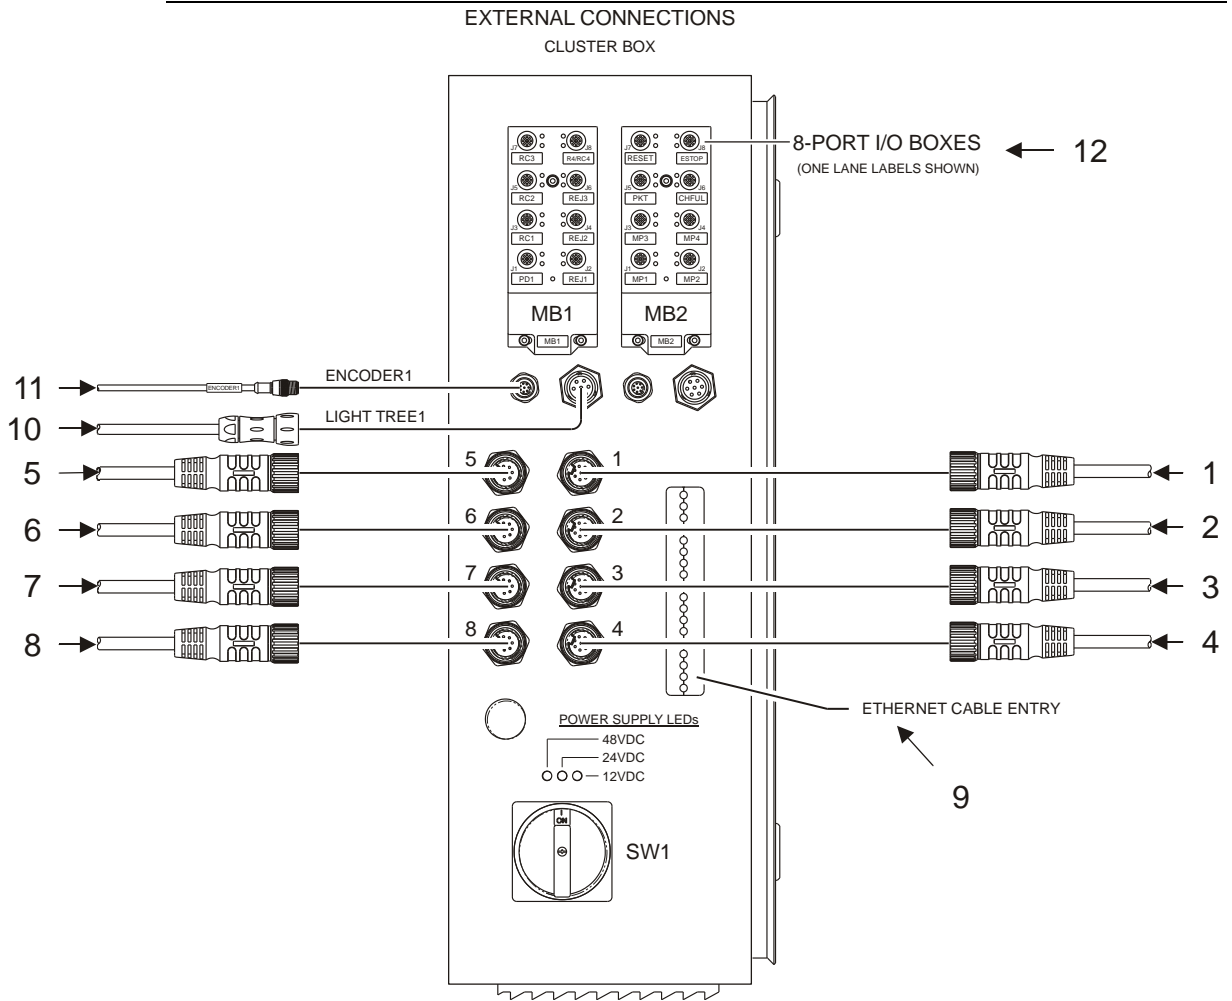 EXTERNAL CONNECTIONS
CLUSTER BOX
J7 J8 J7 J8
RC3 R4/RC4 RESET ESTOP
8-PORT I/O BOXES 12
(ONE LANE LABELS SHOWN)
J5 J6 J5 J6
RC2 REJ3 PKT CHFUL
J3 J4 J3 J4
RC1 REJ2 MP3 MP4
J1 J2 J1 J2
PD1 REJ1 MP1 MP2
MB1 MB2
MB1 MB2
11 ENCODER1 ENCODER1
10 LIGHT TREE1
5 5 1 1
6 6 2 2
7 7 3 3
8 8 4 4
ETHERNET CABLE ENTRY
9
POWER SUPPLY LEDs
48VDC
24VDC
12VDC
I
ON
SW1